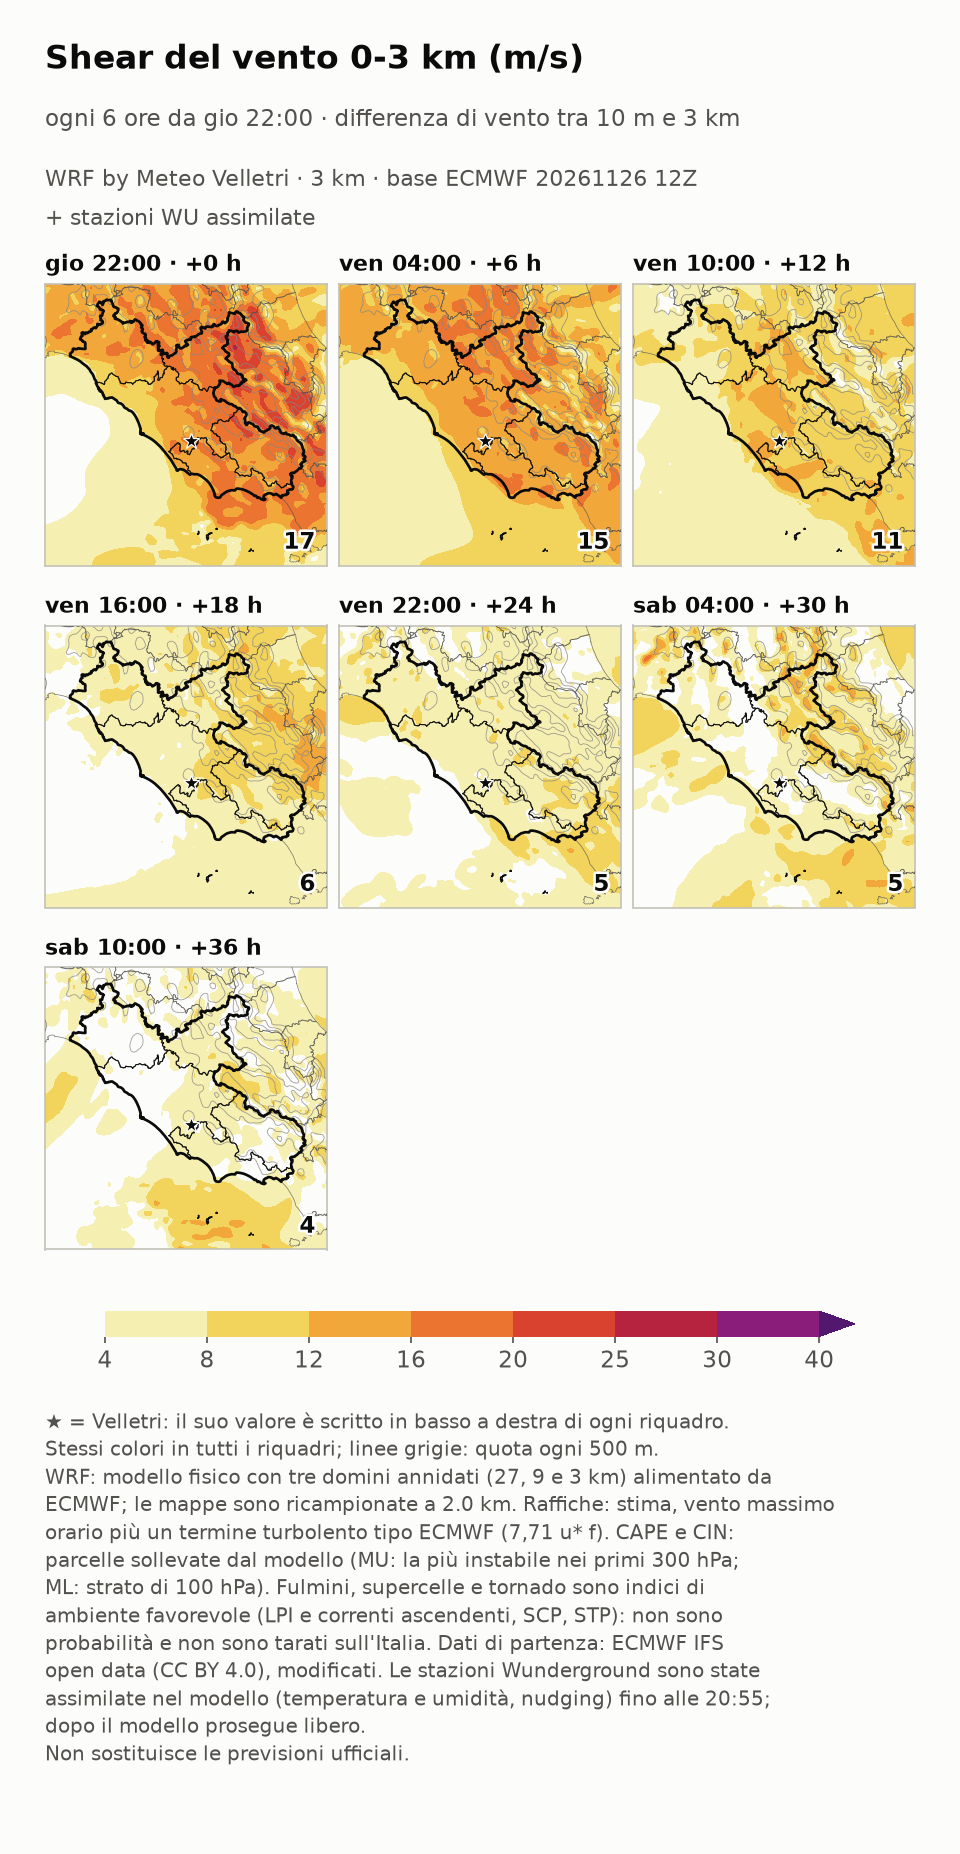 Shear del vento 0-3 km (m/s)
ogni 6 ore da gio 22:00 · differenza di vento tra 10 m e 3 km
WRF by Meteo Velletri · 3 km · base ECMWF 20261126 12Z
+ stazioni WU assimilate
gio 22:00 · +0 h
ven 04:00 · +6 h
ven 10:00 · +12 h
17
15
11
ven 16:00 · +18 h
ven 22:00 · +24 h
sab 04:00 · +30 h
6
5
5
sab 10:00 · +36 h
4
4 8 12 16 20 25 30 40
★ = Velletri: il suo valore è scritto in basso a destra di ogni riquadro.
Stessi colori in tutti i riquadri; linee grigie: quota ogni 500 m.
WRF: modello fisico con tre domini annidati (27, 9 e 3 km) alimentato da
ECMWF; le mappe sono ricampionate a 2.0 km. Raffiche: stima, vento massimo
orario più un termine turbolento tipo ECMWF (7,71 u* f). CAPE e CIN:
parcelle sollevate dal modello (MU: la più instabile nei primi 300 hPa;
ML: strato di 100 hPa). Fulmini, supercelle e tornado sono indici di
ambiente favorevole (LPI e correnti ascendenti, SCP, STP): non sono
probabilità e non sono tarati sull'Italia. Dati di partenza: ECMWF IFS
open data (CC BY 4.0), modificati. Le stazioni Wunderground sono state
assimilate nel modello (temperatura e umidità, nudging) fino alle 20:55;
dopo il modello prosegue libero.
Non sostituisce le previsioni ufficiali.